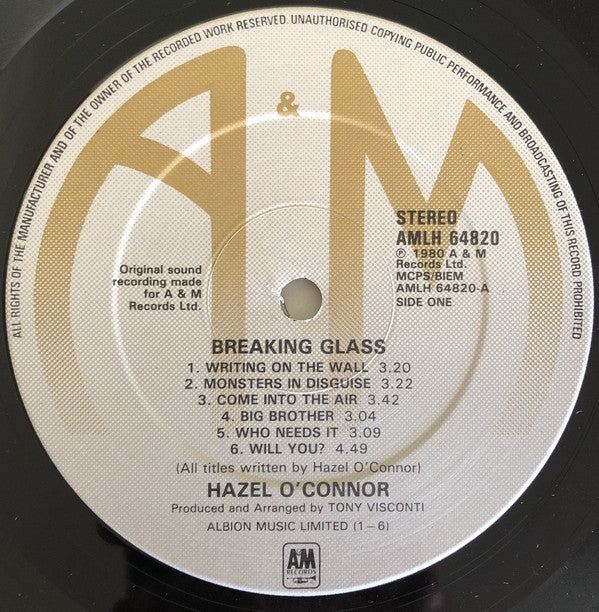 ALL RIGHTS OF THE MANUFACTURER AND OF THE OWNER OF THE RECORDED WORK RESERVED. UNAUTHORISED COPYING PUBLIC PERFORMANCE AND BROADCASTING OF THIS RECORD PROHIBITED
A & M
STEREO
AMLH 64820
℗ 1980 A & M
Records Ltd.
MCPS/BIEM
AMLH 64820-A
SIDE ONE
Original sound
recording made
for A & M
Records Ltd.
BREAKING GLASS
1. WRITING ON THE WALL 3.20
2. MONSTERS IN DISGUISE 3.22
3. COME INTO THE AIR 3.42
4. BIG BROTHER 3.04
5. WHO NEEDS IT 3.09
6. WILL YOU? 4.49
(All titles written by Hazel O'Connor)
HAZEL O'CONNOR
Produced and Arranged by TONY VISCONTI
ALBION MUSIC LIMITED (1–6)
AM
RECORDS